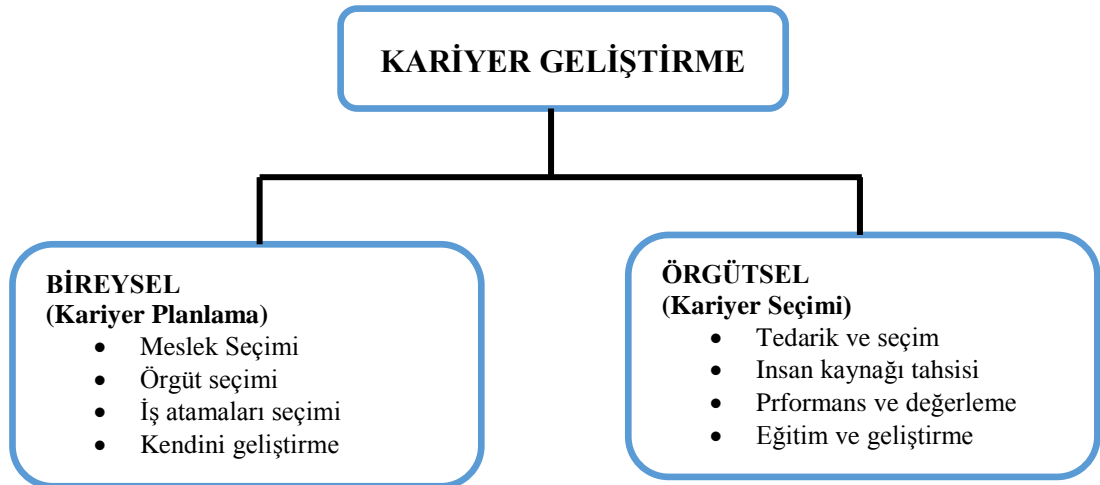 KARİYER GELİŞTİRME
BİREYSEL
(Kariyer Planlama)
• Meslek Seçimi
• Örgüt seçimi
• İş atamaları seçimi
• Kendini geliştirme
ÖRGÜTSEL
(Kariyer Seçimi)
• Tedarik ve seçim
• Insan kaynağı tahsisi
• Prformans ve değerleme
• Eğitim ve geliştirme